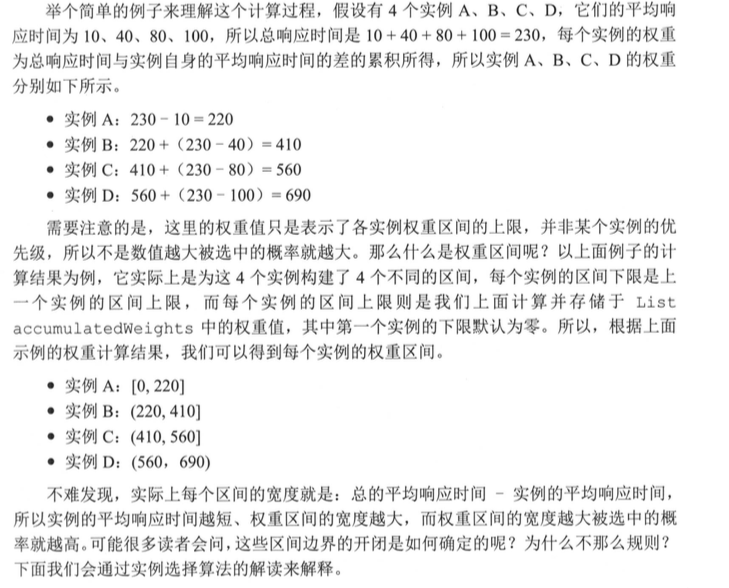 举个简单的例子来理解这个计算过程，假设有 4 个实例 A、B、C、D，它们的平均响
应时间为 10、40、80、100，所以总响应时间是 10 + 40 + 80 + 100 = 230，每个实例的权重
为总响应时间与实例自身的平均响应时间的差的累积所得，所以实例 A、B、C、D 的权重
分别如下所示。
● 实例 A：230 − 10 = 220
● 实例 B：220 +（230 − 40）= 410
● 实例 C：410 +（230 − 80）= 560
● 实例 D：560 +（230 − 100）= 690
需要注意的是，这里的权重值只是表示了各实例权重区间的上限，并非某个实例的优
先级，所以不是数值越大被选中的概率就越大。那么什么是权重区间呢？以上面例子的计
算结果为例，它实际上是为这 4 个实例构建了 4 个不同的区间，每个实例的区间下限是上
一个实例的区间上限，而每个实例的区间上限则是我们上面计算并存储于 List
accumulatedWeights 中的权重值，其中第一个实例的下限默认为零。所以，根据上面
示例的权重计算结果，我们可以得到每个实例的权重区间。
● 实例 A：[0, 220]
● 实例 B：(220, 410]
● 实例 C：(410, 560]
● 实例 D：(560，690)
不难发现，实际上每个区间的宽度就是：总的平均响应时间 - 实例的平均响应时间，
所以实例的平均响应时间越短、权重区间的宽度越大，而权重区间的宽度越大被选中的概
率就越高。可能很多读者会问，这些区间边界的开闭是如何确定的呢？为什么不那么规则？
下面我们会通过实例选择算法的解读来解释。